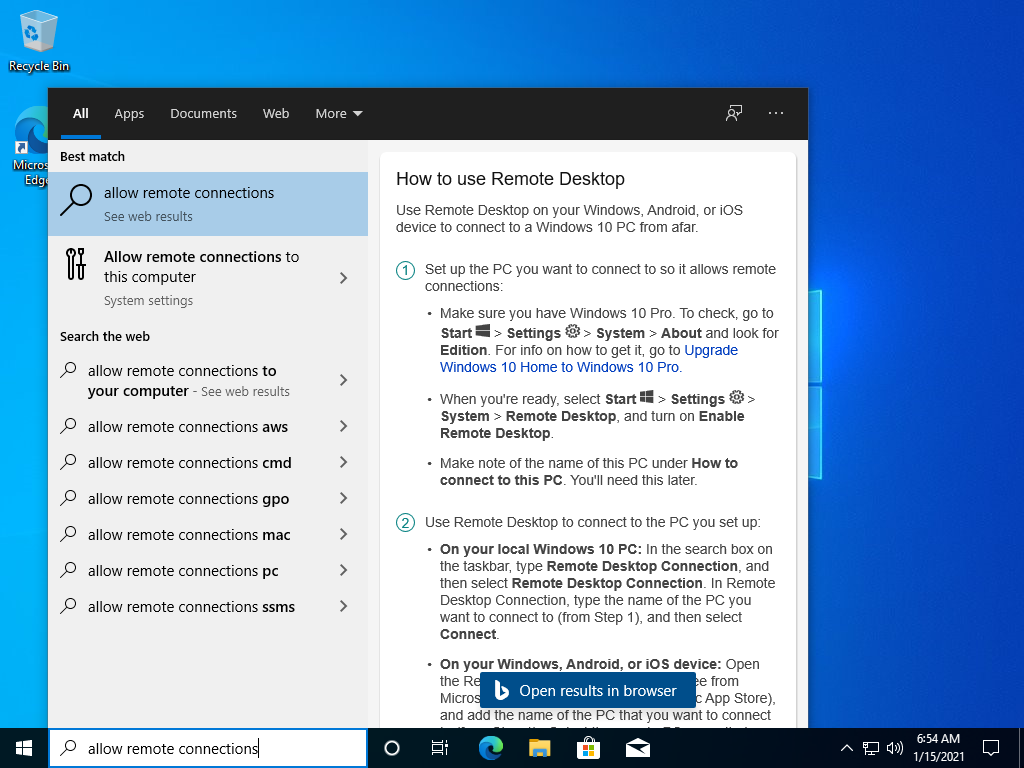 Recycle Bin
Micros
Edge
All
Apps
Documents
Web
More
Best match
allow remote connections
See web results
Allow remote connections to
this computer
System settings
Search the web
allow remote connections to
your computer - See web results
allow remote connections aws
allow remote connections cmd
allow remote connections gpo
allow remote connections mac
allow remote connections pc
allow remote connections ssms
How to use Remote Desktop
Use Remote Desktop on your Windows, Android, or iOS
device to connect to a Windows 10 PC from afar.
1 Set up the PC you want to connect to so it allows remote
connections:
• Make sure you have Windows 10 Pro. To check, go to
Start > Settings > System > About and look for
Edition. For info on how to get it, go to Upgrade
Windows 10 Home to Windows 10 Pro.
• When you're ready, select Start > Settings >
System > Remote Desktop, and turn on Enable
Remote Desktop.
• Make note of the name of this PC under How to
connect to this PC. You'll need this later.
2 Use Remote Desktop to connect to the PC you set up:
• On your local Windows 10 PC: In the search box on
the taskbar, type Remote Desktop Connection, and
then select Remote Desktop Connection. In Remote
Desktop Connection, type the name of the PC you
want to connect to (from Step 1), and then select
Connect.
• On your Windows, Android, or iOS device: Open
the Re ee from
Micros c App Store),
and add the name of the PC that you want to connect
Open results in browser
allow remote connections
6:54 AM
1/15/2021